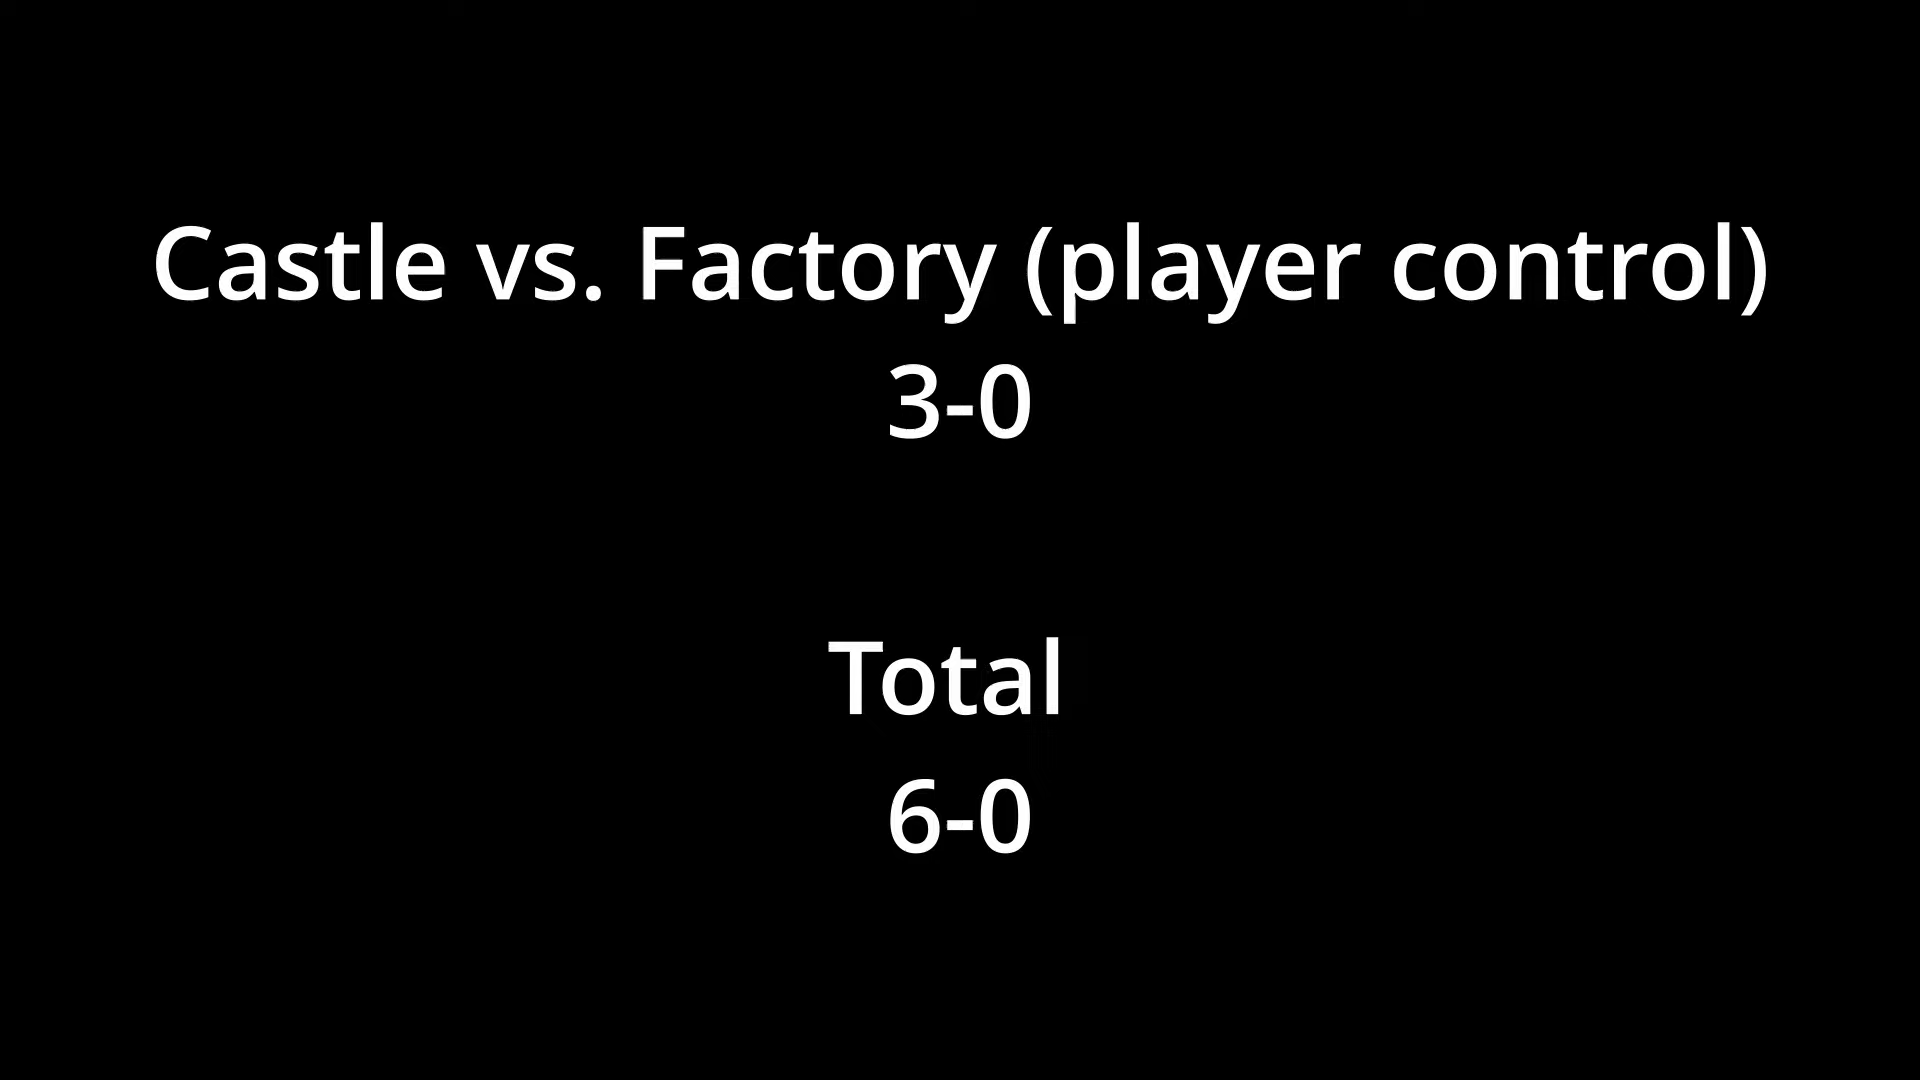 Castle vs. Factory (player control)
3-0
Total
6-0